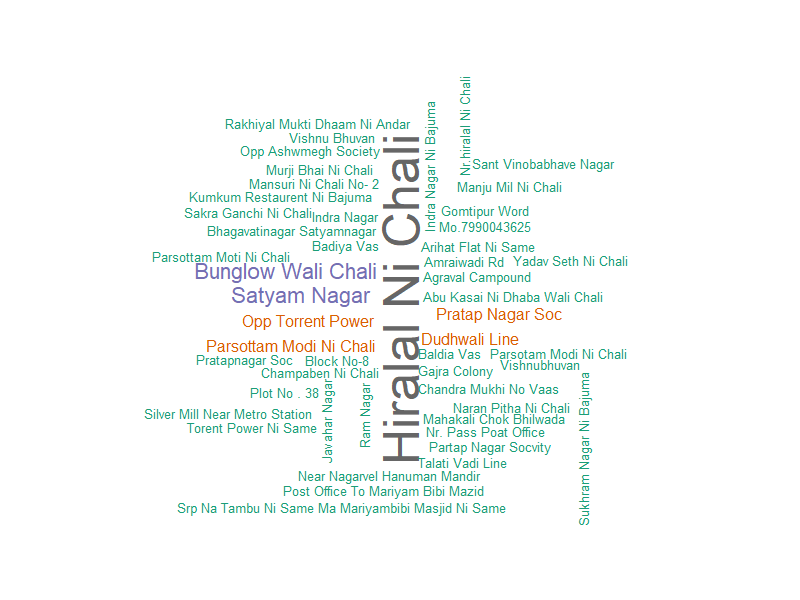 Rakhiyal Mukti Dhaam Ni Andar
Vishnu Bhuvan
Opp Ashwmegh Society
Murji Bhai Ni Chali
Mansuri Ni Chali No- 2
Kumkum Restaurent Ni Bajuma
Sakra Ganchi Ni Chali
Indra Nagar
Bhagavatinagar Satyamnagar
Badiya Vas
Parsottam Moti Ni Chali
Bunglow Wali Chali
Satyam Nagar
Opp Torrent Power
Parsottam Modi Ni Chali
Pratapnagar Soc
Block No-8
Champaben Ni Chali
Plot No . 38
Silver Mill Near Metro Station
Torent Power Ni Same
Javahar Nagar
Ram Nagar
Hiralal Ni Chali
Indra Nagar Ni Bajuma
Nr.hiralal Ni Chali
Sant Vinobabhave Nagar
Manju Mil Ni Chali
Gomtipur Word
Mo.7990043625
Arihat Flat Ni Same
Amraiwadi Rd
Yadav Seth Ni Chali
Agraval Campound
Abu Kasai Ni Dhaba Wali Chali
Pratap Nagar Soc
Dudhwali Line
Baldia Vas
Parsotam Modi Ni Chali
Vishnubhuvan
Gajra Colony
Chandra Mukhi No Vaas
Naran Pitha Ni Chali
Mahakali Chok Bhilwada
Nr. Pass Poat Office
Partap Nagar Socvity
Talati Vadi Line
Sukhram Nagar Ni Bajuma
Near Nagarvel Hanuman Mandir
Post Office To Mariyam Bibi Mazid
Srp Na Tambu Ni Same Ma Mariyambibi Masjid Ni Same